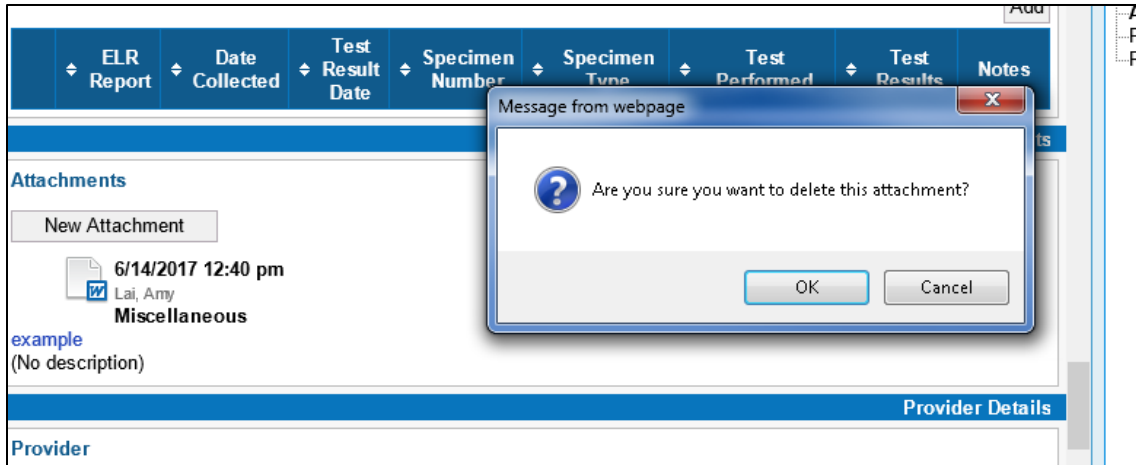 Add
ELR Report
Date Collected
Test Result Date
Specimen Number
Specimen Type
Test Performed
Test Results
Notes
Message from webpage
Are you sure you want to delete this attachment?
OK
Cancel
Attachments
New Attachment
6/14/2017 12:40 pm
Lai, Amy
Miscellaneous
example
(No description)
Provider Details
Provider